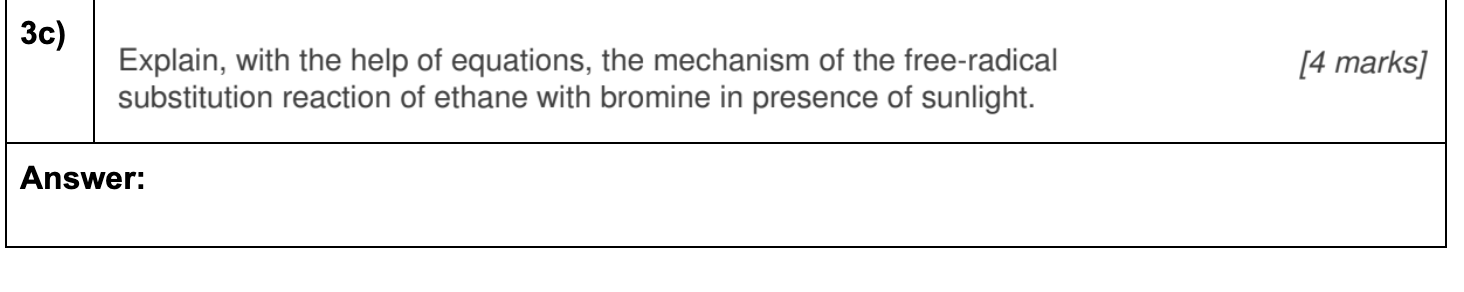 3c)
Explain, with the help of equations, the mechanism of the free-radical [4 marks]
substitution reaction of ethane with bromine in presence of sunlight.
Answer: